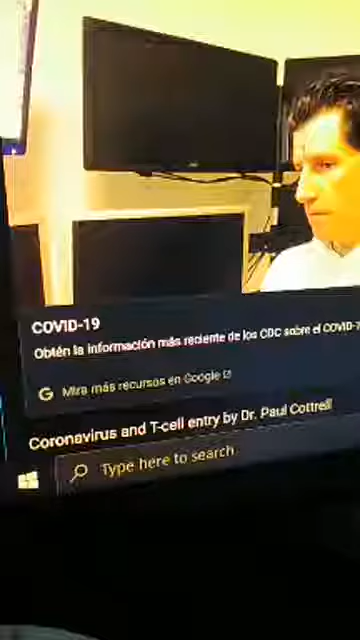 COVID-19
Obtén la información más reciente de los CDC sobre el COVID-
Mira más recursos en Google
Coronavirus and T-cell entry by Dr. Paul Cottrell
Type here to search